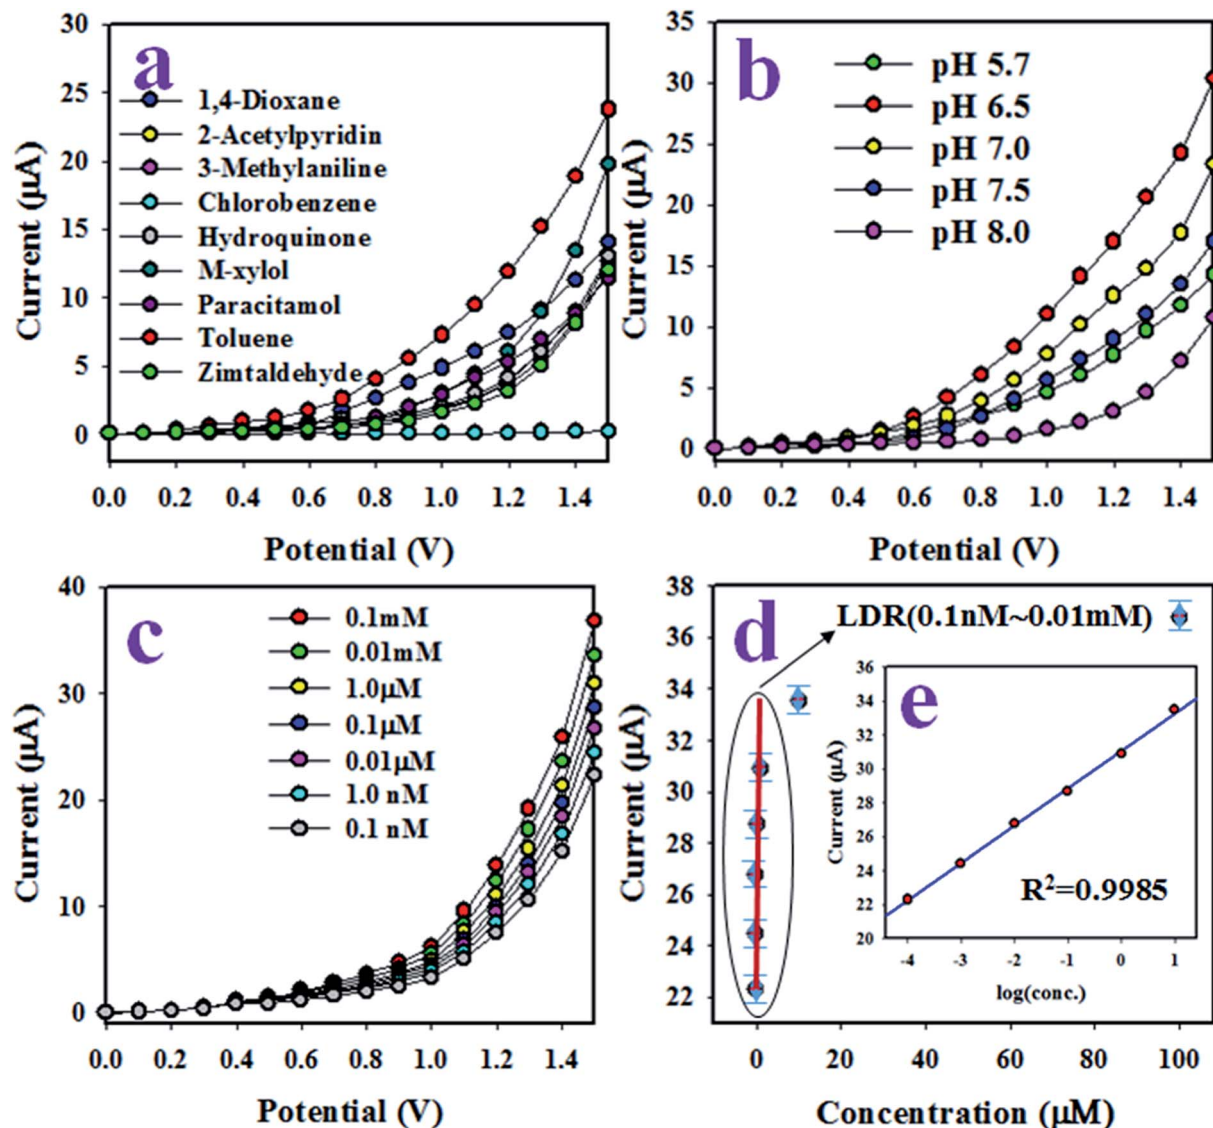 a
30
25
20
15
10
5
0
Current (μA)
1,4-Dioxane
2-Acetylpyridin
3-Methylaniline
Chlorobenzene
Hydroquinone
M-xylol
Paracitamol
Toluene
Zimtaldehyde
0.0 0.2 0.4 0.6 0.8 1.0 1.2 1.4
Potential (V)
b
35
30
25
20
15
10
5
0
Current (μA)
pH 5.7
pH 6.5
pH 7.0
pH 7.5
pH 8.0
0.0 0.2 0.4 0.6 0.8 1.0 1.2 1.4
Potential (V)
c
40
30
20
10
0
Current (μA)
0.1mM
0.01mM
1.0μM
0.1μM
0.01μM
1.0 nM
0.1 nM
0.0 0.2 0.4 0.6 0.8 1.0 1.2 1.4
Potential (V)
d
38
36
34
32
30
28
26
24
22
Current (μA)
LDR(0.1nM~0.01mM)
0 20 40 60 80 100
Concentration (μM)
e
36
34
32
30
28
26
24
22
20
Current (μA)
R²=0.9985
-4 -3 -2 -1 0 1
log(conc.)